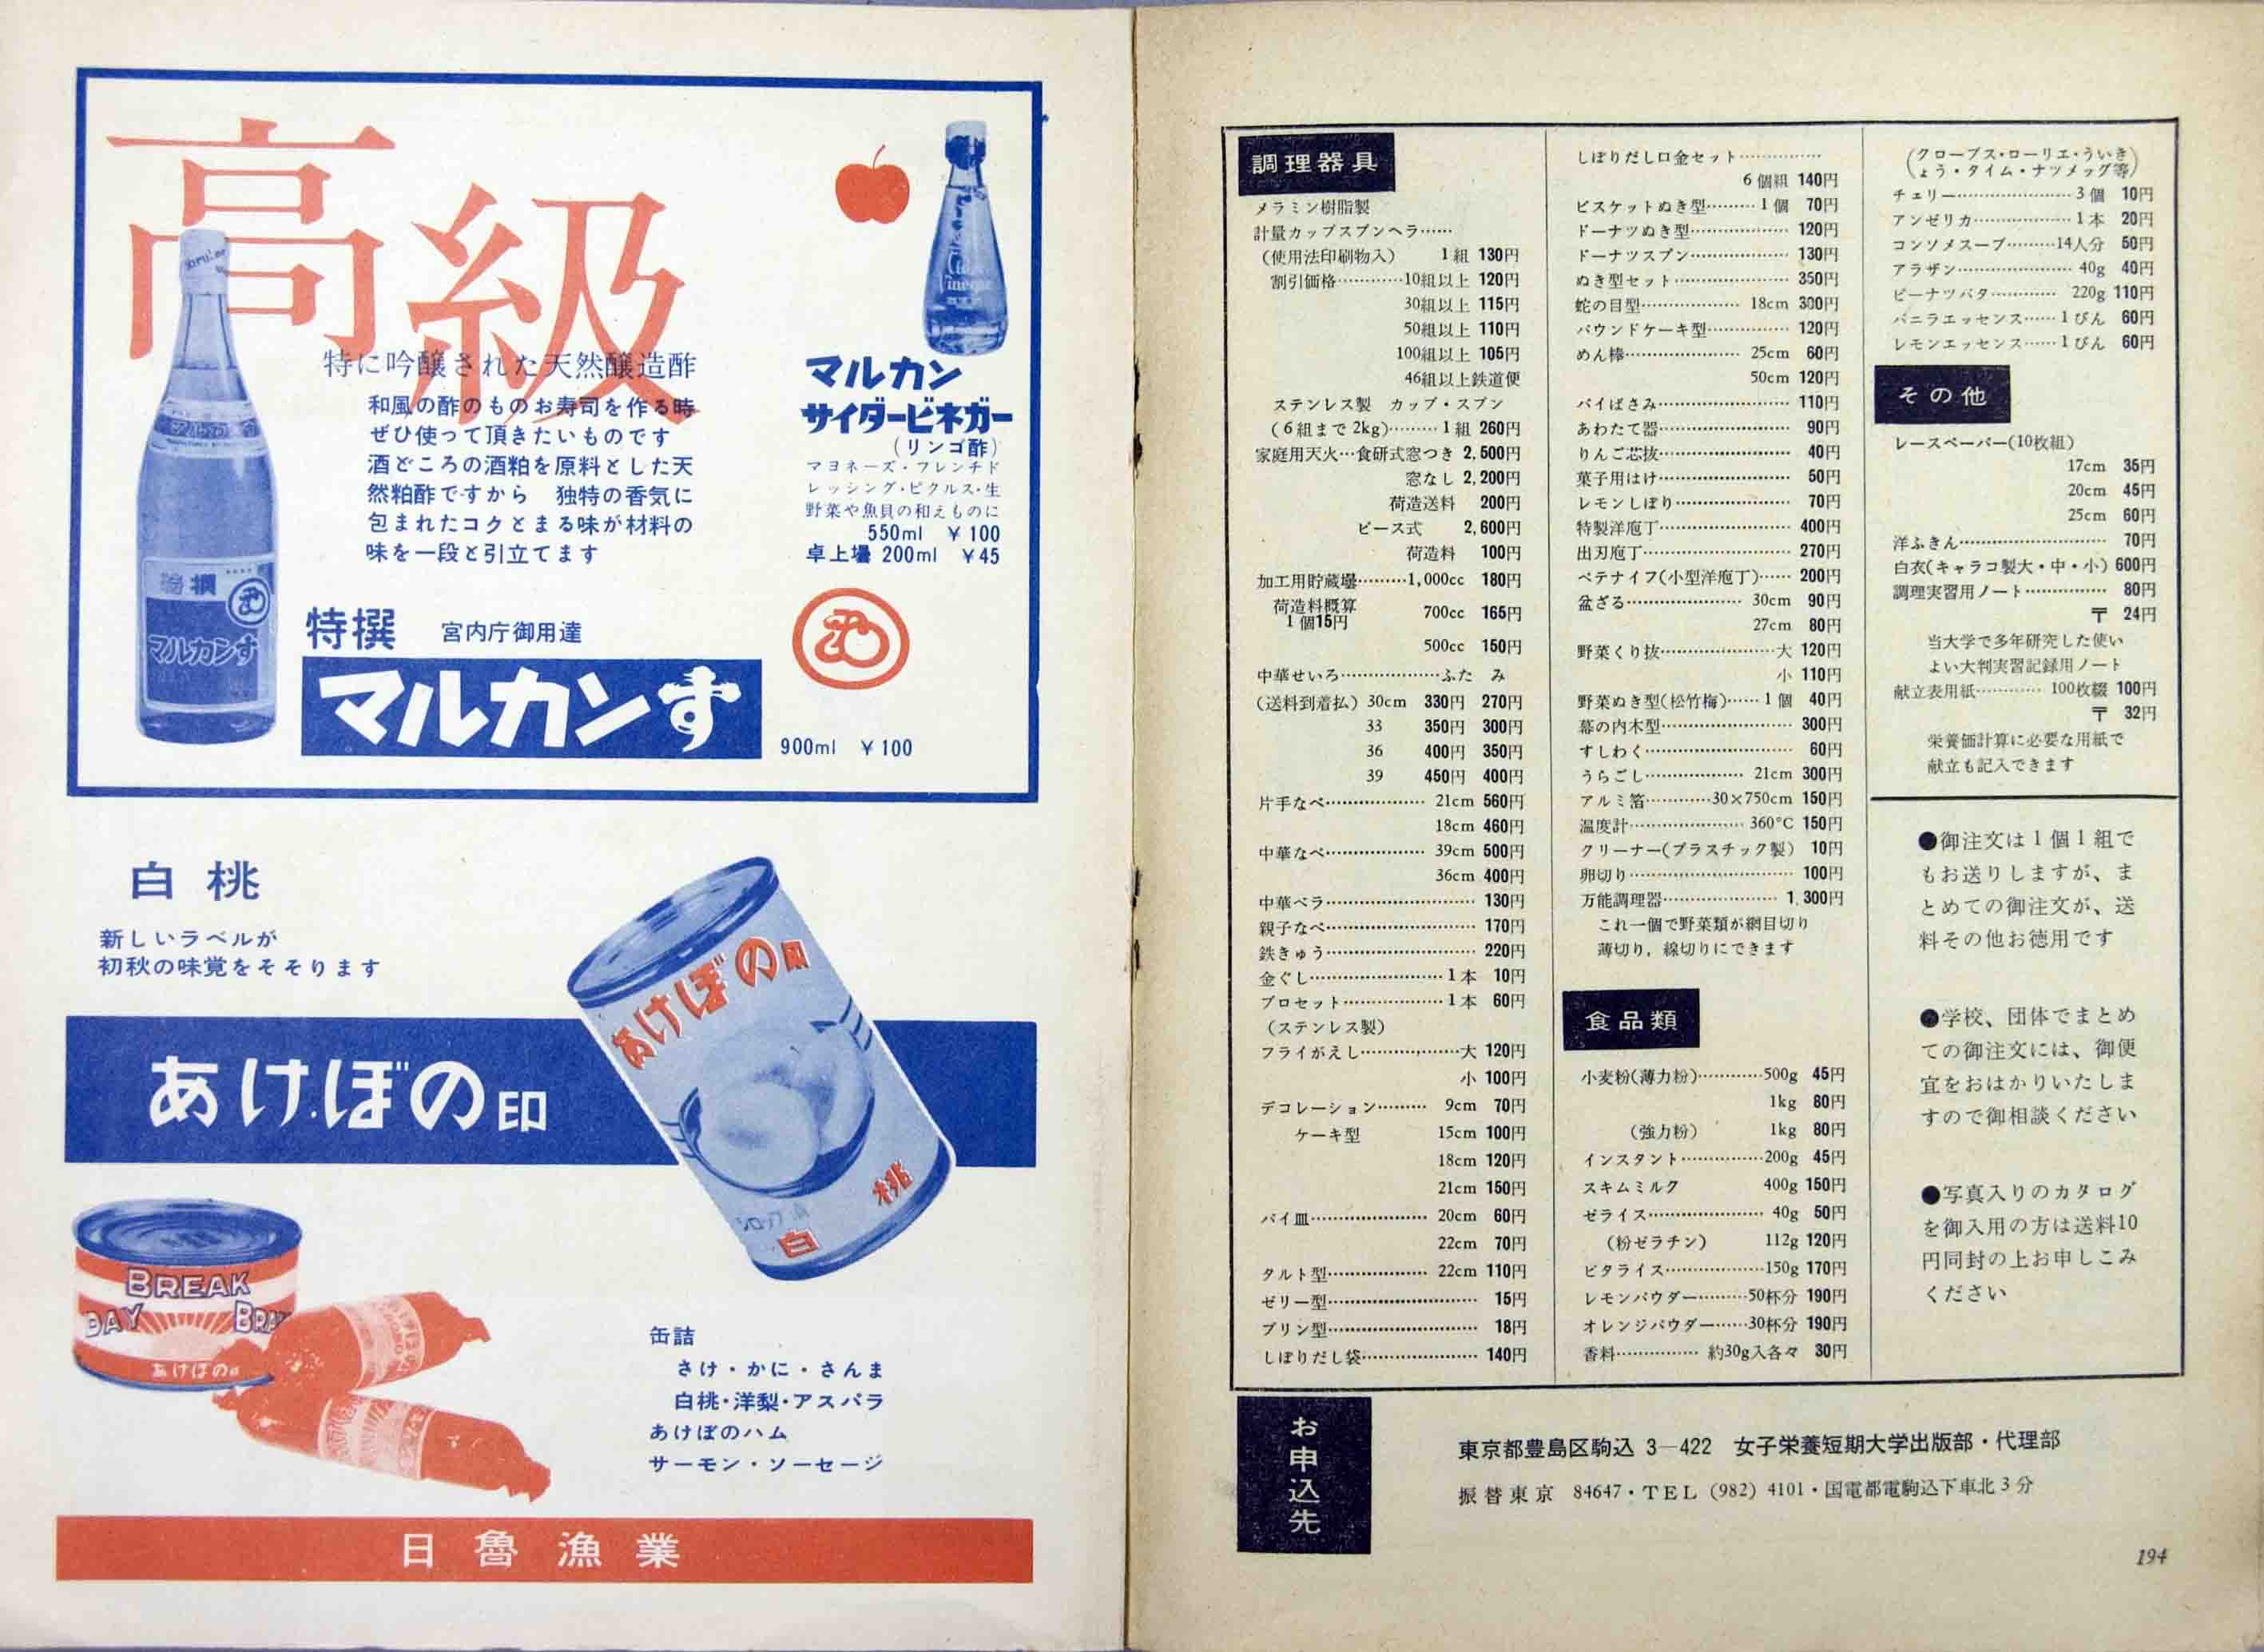 高級
特に吟醸された天然醸造酢
和風の酢のものお寿司を作る時
ぜひ使って頂きたいものです
酒どころの酒粕を原料とした天
然粕酢ですから 独特の香気に
包まれたコクとまる味が材料の
味を一段と引立てます
特撰 宮内庁御用達
マルカンす
900ml ￥100
特撰
マルカンす
マルカン
サイダービネガー
(リンゴ酢)
マヨネーズ・フレンチド
レッシング・ピクルス・生
野菜や魚貝の和えものに
550ml ￥100
卓上壜 200ml ￥45
白桃
新しいラベルが
初秋の味覚をそそります
あけぼの印
あけぼの印
白桃
BREAK
DAY BRA
あけぼの
缶詰
さけ・かに・さんま
白桃・洋梨・アスパラ
あけぼのハム
サーモン・ソーセージ
日魯漁業
調理器具
メラミン樹脂製
計量カップスプンヘラ……
(使用法印刷物入) 1組 130円
割引価格…………10組以上 120円
30組以上 115円
50組以上 110円
100組以上 105円
46組以上鉄道便
ステンレス製 カップ・スプン
(6組まで2kg)………1組 260円
家庭用天火…食研式窓つき 2,500円
窓なし 2,200円
荷造送料 200円
ピース式 2,600円
荷造料 100円
加工用貯蔵壜………1,000cc 180円
荷造料概算 700cc 165円
1個15円
500cc 150円
中華せいろ………………ふた み
(送料到着払) 30cm 330円 270円
33 350円 300円
36 400円 350円
39 450円 400円
片手なべ……………… 21cm 560円
18cm 460円
中華なべ……………… 39cm 500円
36cm 400円
中華ベラ……………………… 130円
親子なべ……………………… 170円
鉄きゅう……………………… 220円
金ぐし……………………1本 10円
プロセット………………1本 60円
(ステンレス製)
フライがえし………………大 120円
小 100円
デコレーション……… 9cm 70円
ケーキ型 15cm 100円
18cm 120円
21cm 150円
パイ皿………………… 20cm 60円
22cm 70円
タルト型……………… 22cm 110円
ゼリー型……………………… 15円
プリン型……………………… 18円
しぼりだし袋………………… 140円
しぼりだし口金セット……………
6個組 140円
ビスケットぬき型………1個 70円
ドーナツぬき型……………… 120円
ドーナツスプン……………… 130円
ぬき型セット………………… 350円
蛇の目型……………… 18cm 300円
パウンドケーキ型…………… 120円
めん棒………………… 25cm 60円
50cm 120円
パイばさみ…………………… 110円
あわたて器…………………… 90円
りんご芯抜…………………… 40円
菓子用はけ…………………… 50円
レモンしぼり………………… 70円
特製洋庖丁…………………… 400円
出刃庖丁……………………… 270円
ペテナイフ(小型洋庖丁)…… 200円
盆ざる………………… 30cm 90円
27cm 80円
野菜くり抜…………………大 120円
小 110円
野菜ぬき型(松竹梅)……1個 40円
幕の内木型…………………… 300円
すしわく……………………… 60円
うらごし……………… 21cm 300円
アルミ箔…………30×750cm 150円
温度計………………… 360°C 150円
クリーナー(プラスチック製) 10円
卵切り………………………… 100円
万能調理器………………… 1,300円
これ一個で野菜類が網目切り
薄切り，線切りにできます
食品類
小麦粉(薄力粉)…………500g 45円
1kg 80円
(強力粉) 1kg 80円
インスタント……………200g 45円
スキムミルク 400g 150円
ゼライス………………… 40g 50円
(粉ゼラチン) 112g 120円
ビタライス………………150g 170円
レモンパウダー………50杯分 190円
オレンジパウダー……30杯分 190円
香料…………… 約30g入各々 30円
(クローブス・ローリエ・ういき
ょう・タイム・ナツメッグ等)
チェリー…………………3個 10円
アンゼリカ………………1本 20円
コンソメスープ………14人分 50円
アラザン………………… 40g 40円
ピーナツバタ………… 220g 110円
バニラエッセンス……1びん 60円
レモンエッセンス……1びん 60円
その他
レースペーパー(10枚組)
17cm 35円
20cm 45円
25cm 60円
洋ふきん……………………… 70円
白衣(キャラコ製大・中・小) 600円
調理実習用ノート…………… 80円
〒 24円
当大学で多年研究した使い
よい大判実習記録用ノート
献立表用紙………… 100枚綴 100円
〒 32円
栄養価計算に必要な用紙で
献立も記入できます
●御注文は1個1組で
もお送りしますが、ま
とめての御注文が、送
料その他お徳用です
●学校、団体でまとめ
ての御注文には、御便
宜をおはかりいたしま
すので御相談ください
●写真入りのカタログ
を御入用の方は送料10
円同封の上お申しこみ
ください
お申込先
東京都豊島区駒込 3―422 女子栄養短期大学出版部・代理部
振替東京 84647・TEL (982) 4101・国電都電駒込下車北3分
194